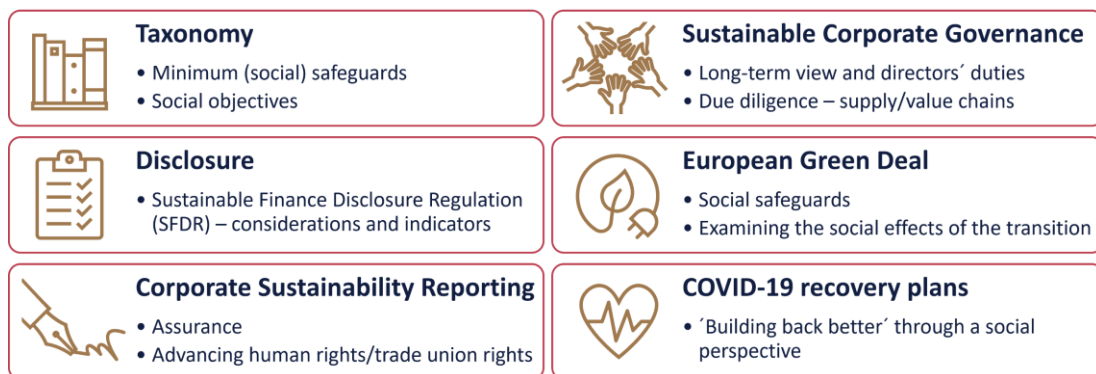 Taxonomy
• Minimum (social) safeguards
• Social objectives
Sustainable Corporate Governance
• Long-term view and directors´ duties
• Due diligence – supply/value chains
Disclosure
• Sustainable Finance Disclosure Regulation
(SFDR) – considerations and indicators
European Green Deal
• Social safeguards
• Examining the social effects of the transition
Corporate Sustainability Reporting
• Assurance
• Advancing human rights/trade union rights
COVID-19 recovery plans
• ´Building back better´ through a social
perspective